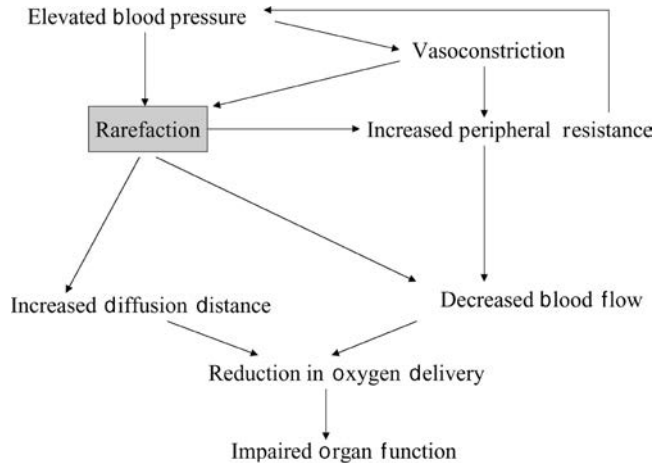 Elevated blood pressure
Vasoconstriction
Rarefaction
Increased peripheral resistance
Increased diffusion distance
Decreased blood flow
Reduction in oxygen delivery
Impaired organ function